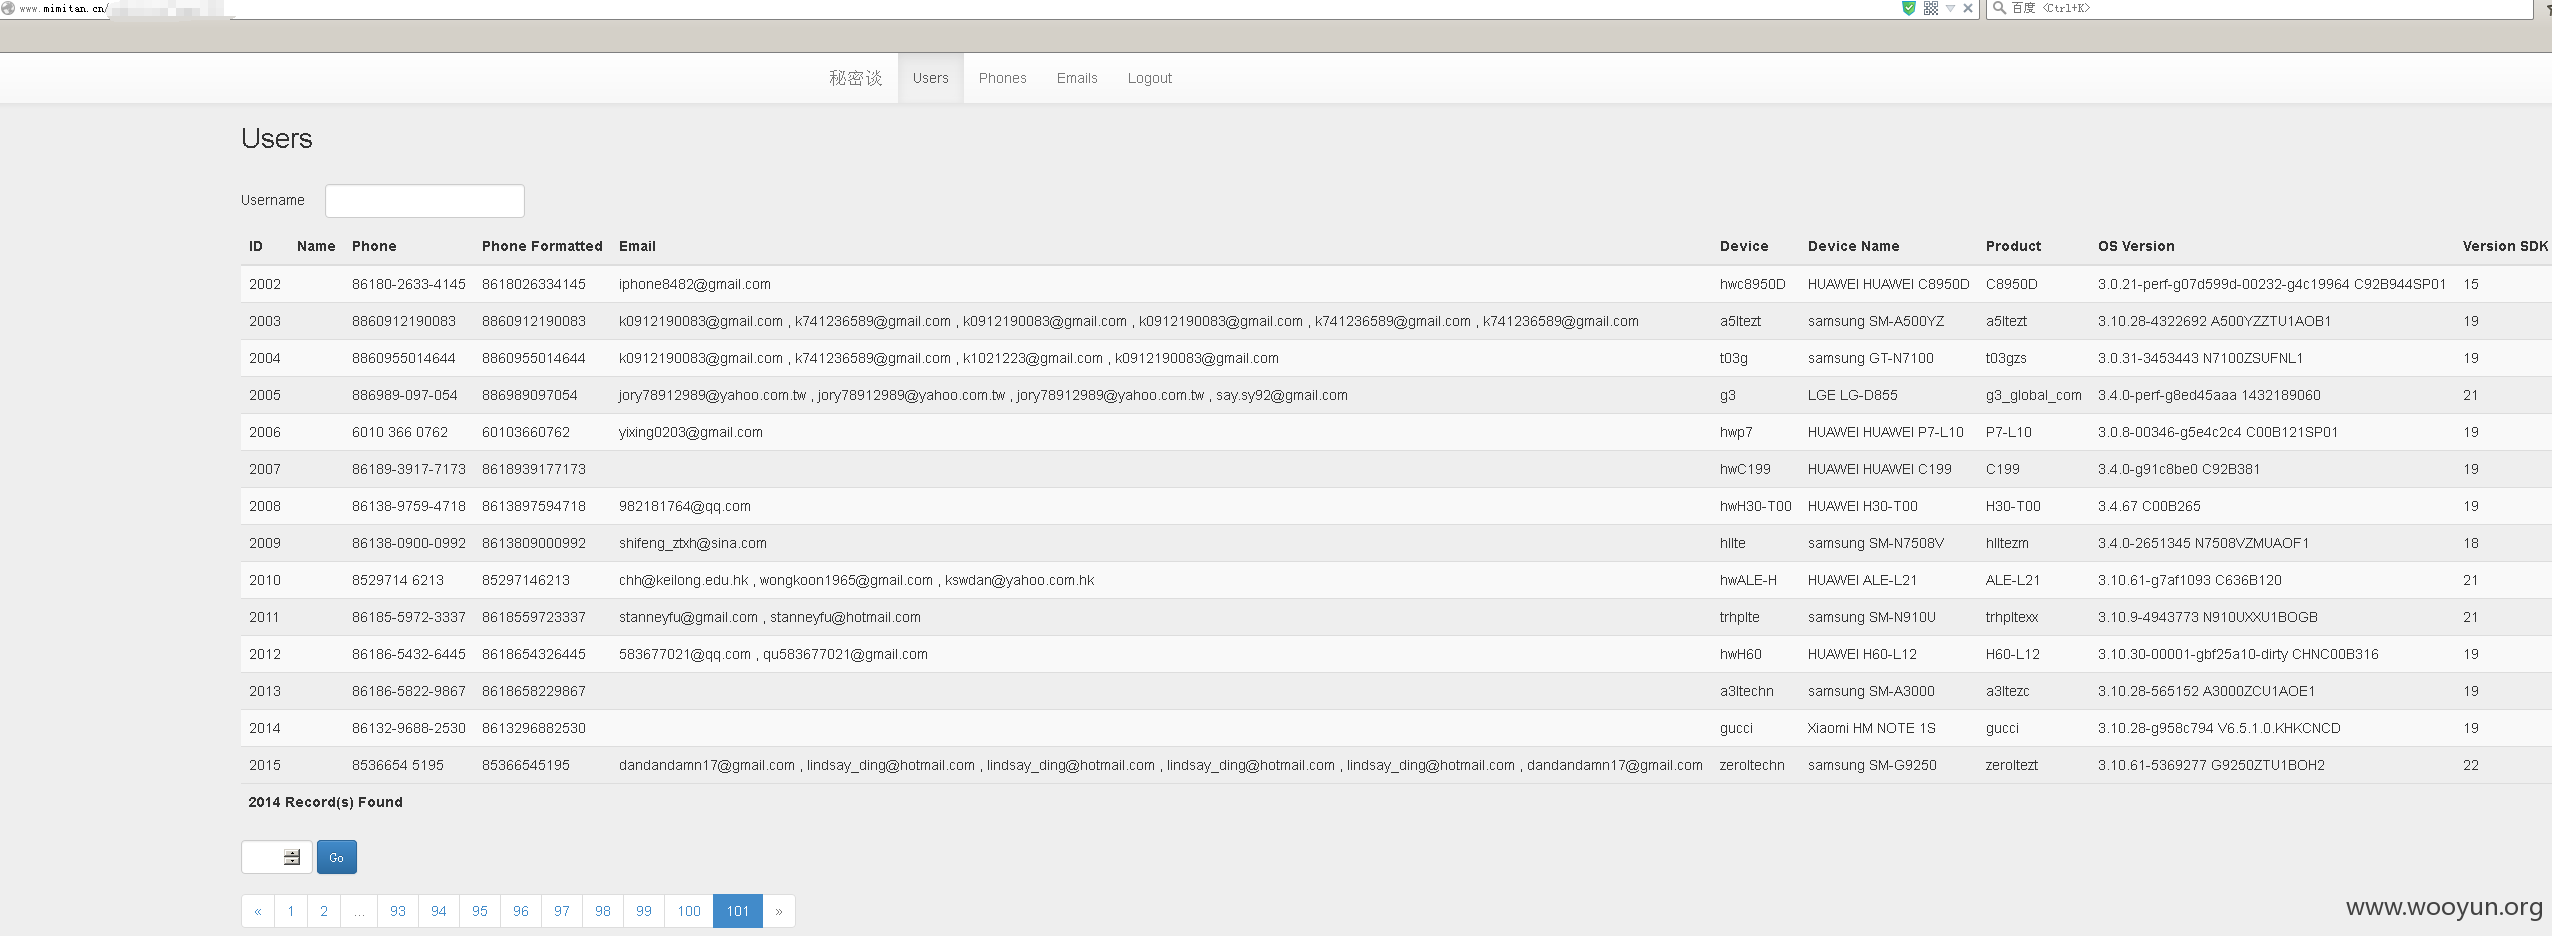 www.mimitan.cn/
百度 <Ctrl+K>
秘密谈 Users Phones Emails Logout
Users
Username
ID Name Phone Phone Formatted Email Device Device Name Product OS Version Version SDK
2002 86180-2633-4145 8618026334145 iphone8482@gmail.com hwc8950D HUAWEI HUAWEI C8950D C8950D 3.0.21-perf-g07d599d-00232-g4c19964 C92B944SP01 15
2003 8860912190083 8860912190083 k0912190083@gmail.com , k741236589@gmail.com , k0912190083@gmail.com , k0912190083@gmail.com , k741236589@gmail.com , k741236589@gmail.com a5ltezt samsung SM-A500YZ a5ltezt 3.10.28-4322692 A500YZZTU1AOB1 19
2004 8860955014644 8860955014644 k0912190083@gmail.com , k741236589@gmail.com , k1021223@gmail.com , k0912190083@gmail.com t03g samsung GT-N7100 t03gzs 3.0.31-3453443 N7100ZSUFNL1 19
2005 886989-097-054 886989097054 jory78912989@yahoo.com.tw , jory78912989@yahoo.com.tw , jory78912989@yahoo.com.tw , say.sy92@gmail.com g3 LGE LG-D855 g3_global_com 3.4.0-perf-g8ed45aaa 1432189060 21
2006 6010 366 0762 60103660762 yixing0203@gmail.com hwp7 HUAWEI HUAWEI P7-L10 P7-L10 3.0.8-00346-g5e4c2c4 C00B121SP01 19
2007 86189-3917-7173 8618939177173 hwC199 HUAWEI HUAWEI C199 C199 3.4.0-g91c8be0 C92B381 19
2008 86138-9759-4718 8613897594718 982181764@qq.com hwH30-T00 HUAWEI H30-T00 H30-T00 3.4.67 C00B265 19
2009 86138-0900-0992 8613809000992 shifeng_ztxh@sina.com hllte samsung SM-N7508V hlltezm 3.4.0-2651345 N7508VZMUAOF1 18
2010 8529714 6213 85297146213 chh@keilong.edu.hk , wongkoon1965@gmail.com , kswdan@yahoo.com.hk hwALE-H HUAWEI ALE-L21 ALE-L21 3.10.61-g7af1093 C636B120 21
2011 86185-5972-3337 8618559723337 stanneyfu@gmail.com , stanneyfu@hotmail.com trhplte samsung SM-N910U trhpltexx 3.10.9-4943773 N910UXXU1BOGB 21
2012 86186-5432-6445 8618654326445 583677021@qq.com , qu583677021@gmail.com hwH60 HUAWEI H60-L12 H60-L12 3.10.30-00001-gbf25a10-dirty CHNC00B316 19
2013 86186-5822-9867 8618658229867 a3ltechn samsung SM-A3000 a3ltezc 3.10.28-565152 A3000ZCU1AOE1 19
2014 86132-9688-2530 8613296882530 gucci Xiaomi HM NOTE 1S gucci 3.10.28-g958c794 V6.5.1.0.KHKCNCD 19
2015 8536654 5195 85366545195 dandandamn17@gmail.com , lindsay_ding@hotmail.com , lindsay_ding@hotmail.com , lindsay_ding@hotmail.com , lindsay_ding@hotmail.com , dandandamn17@gmail.com zeroltechn samsung SM-G9250 zeroltezt 3.10.61-5369277 G9250ZTU1BOH2 22
2014 Record(s) Found
Go
« 1 2 ... 93 94 95 96 97 98 99 100 101 »
www.wooyun.org